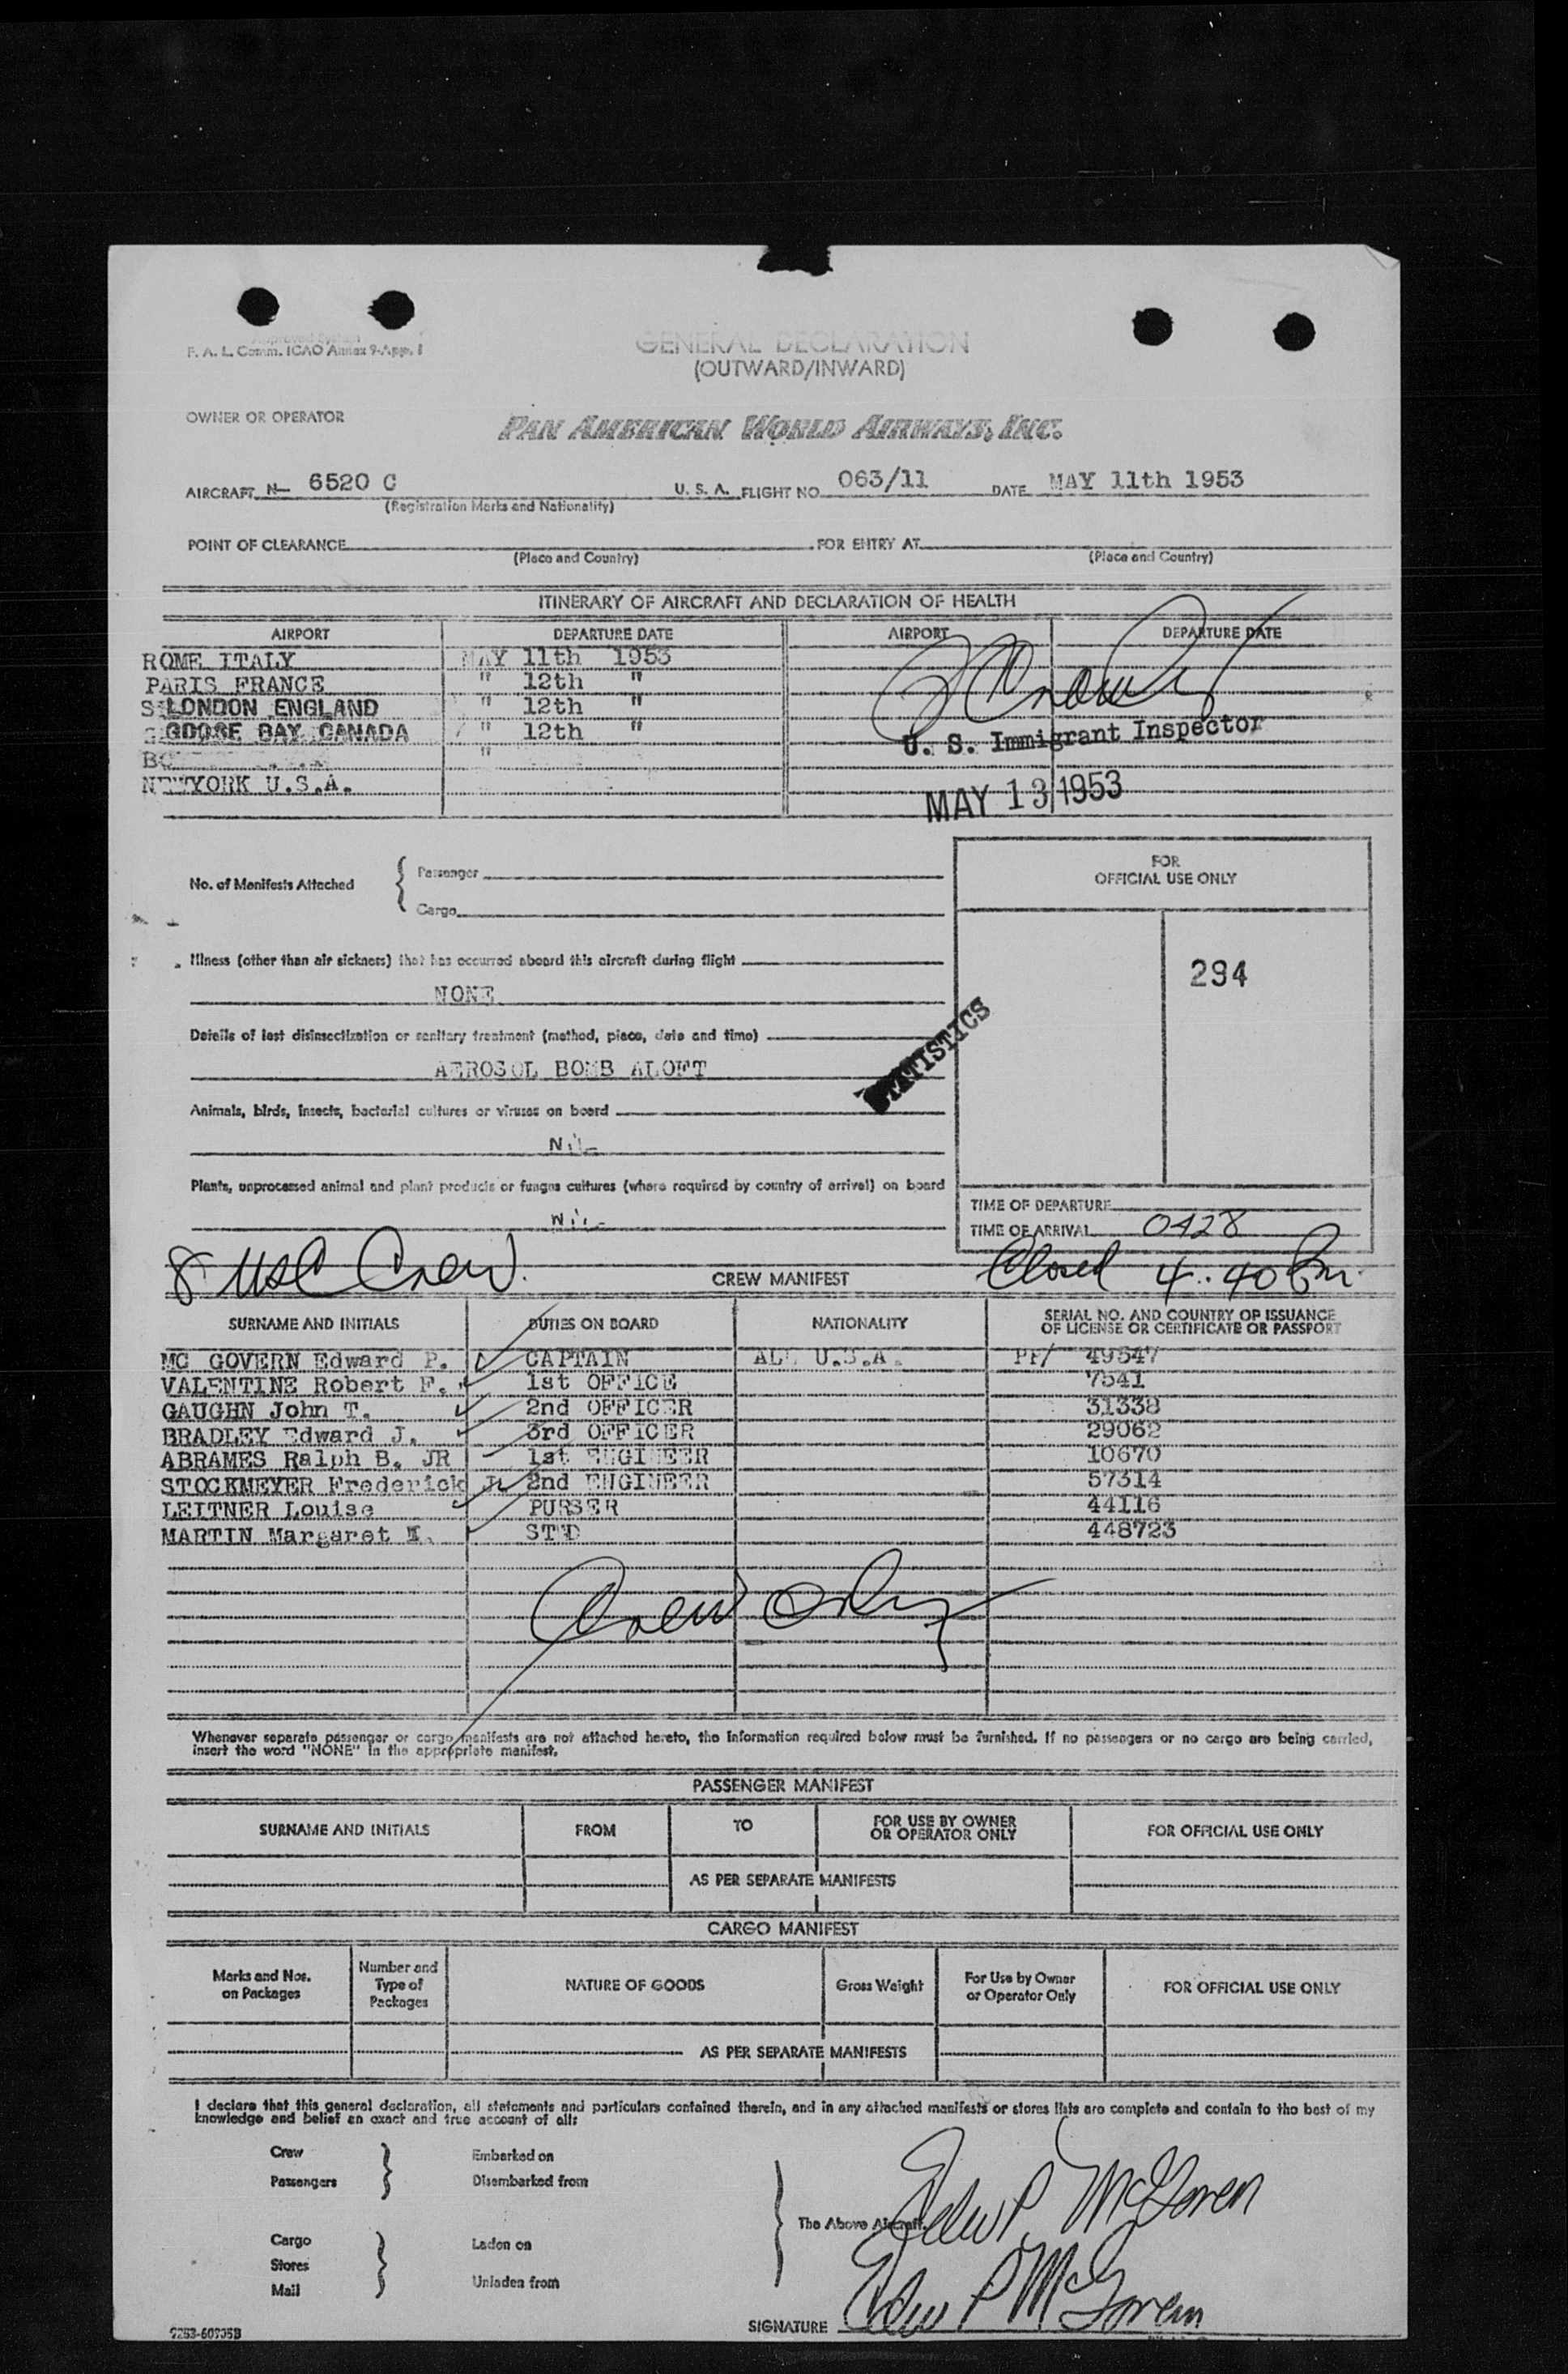 F. A. L. Comm. ICAO Annex 9-App. 1
GENERAL DECLARATION
(OUTWARD/INWARD)
OWNER OR OPERATOR
PAN AMERICAN WORLD AIRWAYS, INC.
AIRCRAFT N- 6520 C U. S. A. FLIGHT NO 063/11 DATE MAY 11th 1953
(Registration Marks and Nationality)
POINT OF CLEARANCE FOR ENTRY AT
(Place and Country) (Place and Country)
ITINERARY OF AIRCRAFT AND DECLARATION OF HEALTH
AIRPORT DEPARTURE DATE AIRPORT DEPARTURE DATE
ROME ITALY MAY 11th 1953
PARIS FRANCE " 12th "
LONDON ENGLAND " 12th "
GOOSE BAY CANADA " 12th "
U. S. Immigrant Inspector
"
NEWYORK U.S.A.
MAY 13 1953
FOR
OFFICIAL USE ONLY
No. of Manifests Attached { Passenger
Cargo
Illness (other than air sickness) that has occurred aboard this aircraft during flight
294
NONE
Details of last disinsectization or sanitary treatment (method, place, date and time)
STATISTICS
AEROSOL BOMB ALOFT
Animals, birds, insects, bacterial cultures or viruses on board
NIL
Plants, unprocessed animal and plant products or fungus cultures (where required by country of arrival) on board
NIL
TIME OF DEPARTURE
TIME OF ARRIVAL 0428
8 USC Crew. CREW MANIFEST Closed 4:40 Pm.
SURNAME AND INITIALS DUTIES ON BOARD NATIONALITY SERIAL NO. AND COUNTRY OF ISSUANCE
OF LICENSE OR CERTIFICATE OR PASSPORT
MC GOVERN Edward P. CAPTAIN ALL U.S.A. PP/ 49547
VALENTINE Robert F. 1st OFFICE 7541
GAUGHN John T. 2nd OFFICER 31338
BRADLEY Edward J. 3rd OFFICER 29062
ABRAMES Ralph B. JR 1st ENGINEER 10670
STOCKMEYER Frederick Jr 2nd ENGINEER 57314
LEITNER Louise PURSER 44116
MARTIN Margaret M. STWD 448723
Crew Only
Whenever separate passenger or cargo manifests are not attached hereto, the information required below must be furnished. If no passengers or no cargo are being carried,
insert the word "NONE" in the appropriate manifest.
PASSENGER MANIFEST
SURNAME AND INITIALS FROM TO FOR USE BY OWNER
OR OPERATOR ONLY FOR OFFICIAL USE ONLY
AS PER SEPARATE MANIFESTS
CARGO MANIFEST
Marks and Nos.
on Packages Number and
Type of
Packages NATURE OF GOODS Gross Weight For Use by Owner
or Operator Only FOR OFFICIAL USE ONLY
AS PER SEPARATE MANIFESTS
I declare that this general declaration, all statements and particulars contained therein, and in any attached manifests or stores lists are complete and contain to the best of my
knowledge and belief an exact and true account of all:
Crew Embarked on
Passengers Disembarked from
The Above Aircraft
Edw P. McGovern
Cargo Laden on
Stores
Mail Unladen from
SIGNATURE Edw P McGovern